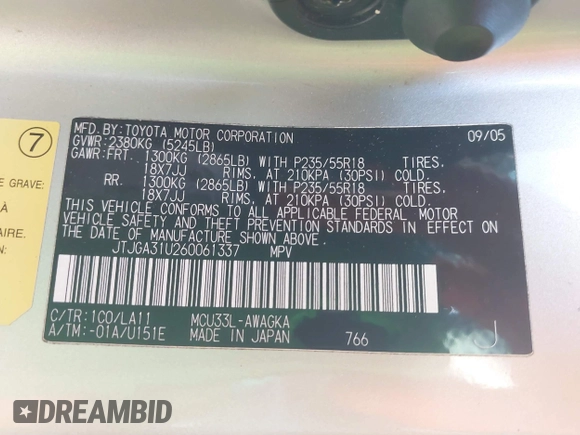 7
GRAVE:
À
AIRE.
MFD.BY:TOYOTA MOTOR CORPORATION 09/05
GVWR:2380KG (5245LB)
GAWR:FRT. 1300KG (2865LB) WITH P235/55R18 TIRES.
18X7JJ RIMS, AT 210KPA (30PSI) COLD.
RR. 1300KG (2865LB) WITH P235/55R18 TIRES.
18X7JJ RIMS, AT 210KPA (30PSI) COLD.
THIS VEHICLE CONFORMS TO ALL APPLICABLE FEDERAL MOTOR
VEHICLE SAFETY AND THEFT PREVENTION STANDARDS IN EFFECT ON
THE DATE OF MANUFACTURE SHOWN ABOVE.
JTJGA31U260061337 MPV
C/TR:1C0/LA11 MCU33L-AWAGKA
A/TM:-01A/U151E MADE IN JAPAN 766 J
DREAMBID